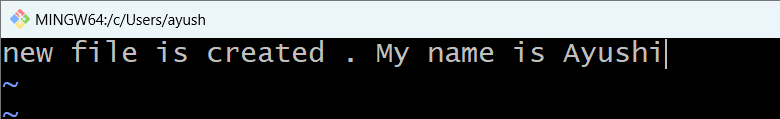 MINGW64:/c/Users/ayush
new file is created . My name is Ayushi
~
~